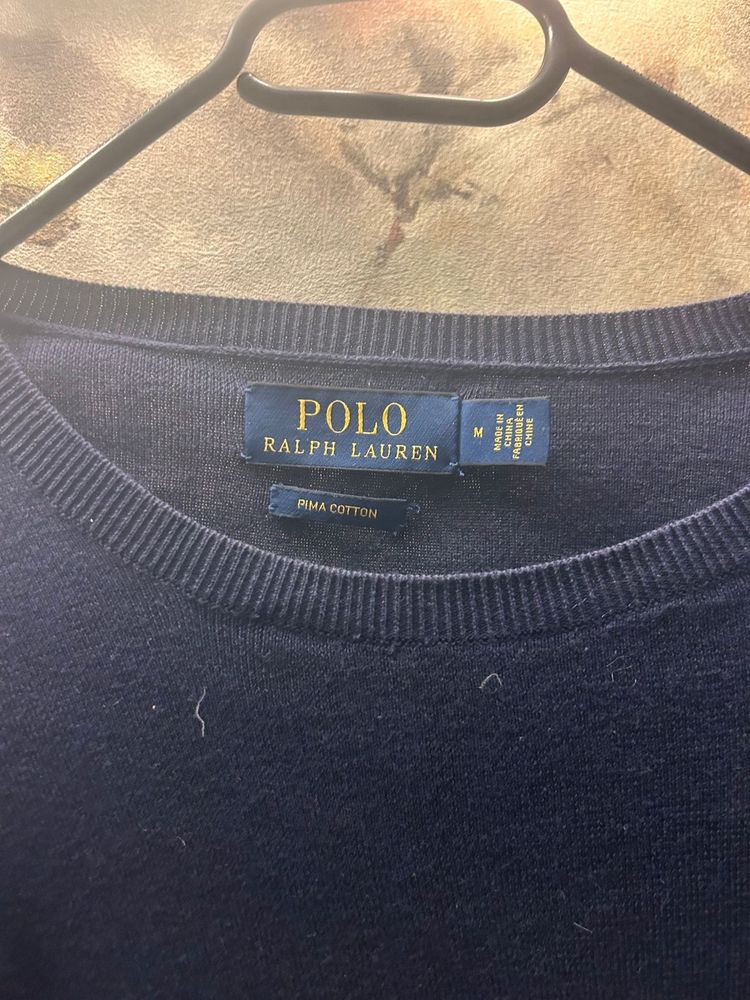 POLO
RALPH LAUREN
M
MADE IN
CHINA
FABRIQUÉ EN
CHINE
PIMA COTTON